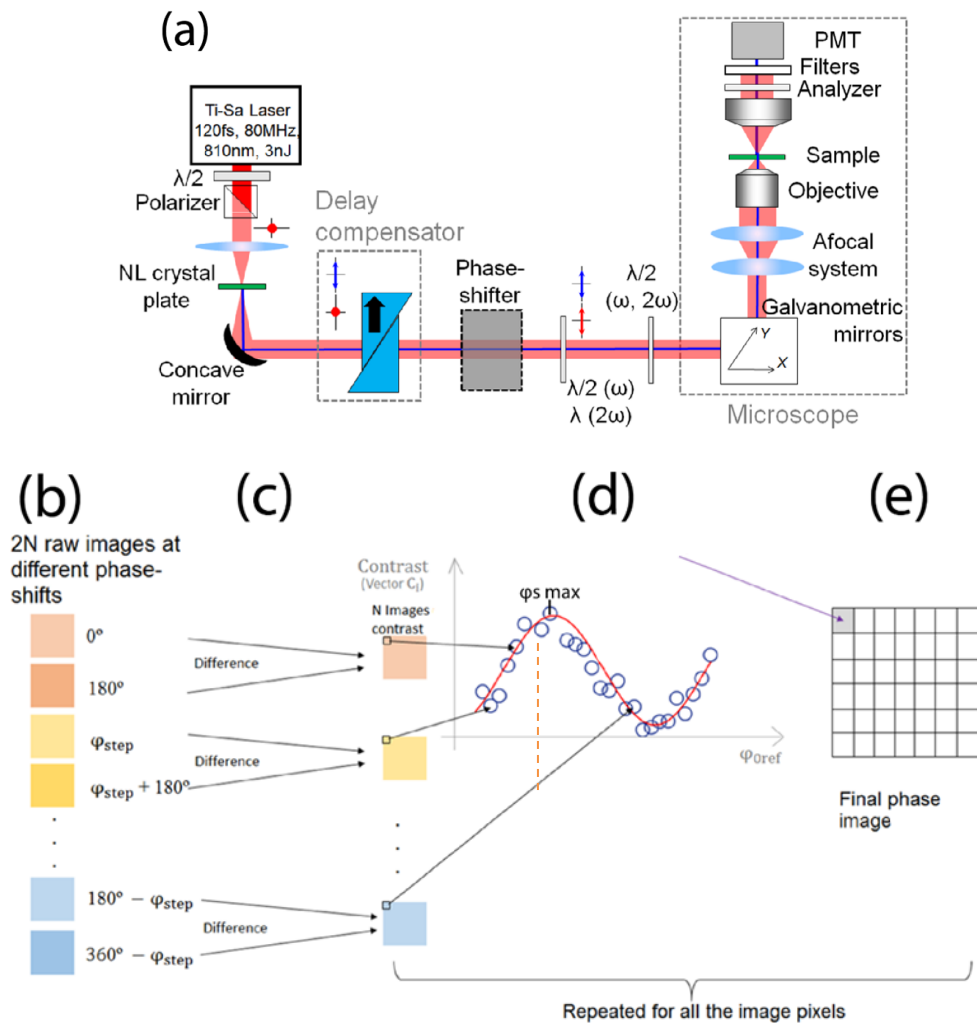 (a)
Ti-Sa Laser
120fs, 80MHz,
810nm, 3nJ
λ/2
Polarizer
NL crystal
plate
Concave
mirror
Delay
compensator
Phase-
shifter
λ/2
(ω, 2ω)
λ/2 (ω)
λ (2ω)
PMT
Filters
Analyzer
Sample
Objective
Afocal
system
Galvanometric
mirrors
Y
X
Microscope
(b)
2N raw images at
different phase-
shifts
0º
180º
φstep
φstep + 180º
180º − φstep
360º − φstep
(c)
Difference
Difference
Difference
N Images
contrast
(d)
Contrast
(Vector Ci)
φs max
φ0ref
(e)
Final phase
image
Repeated for all the image pixels